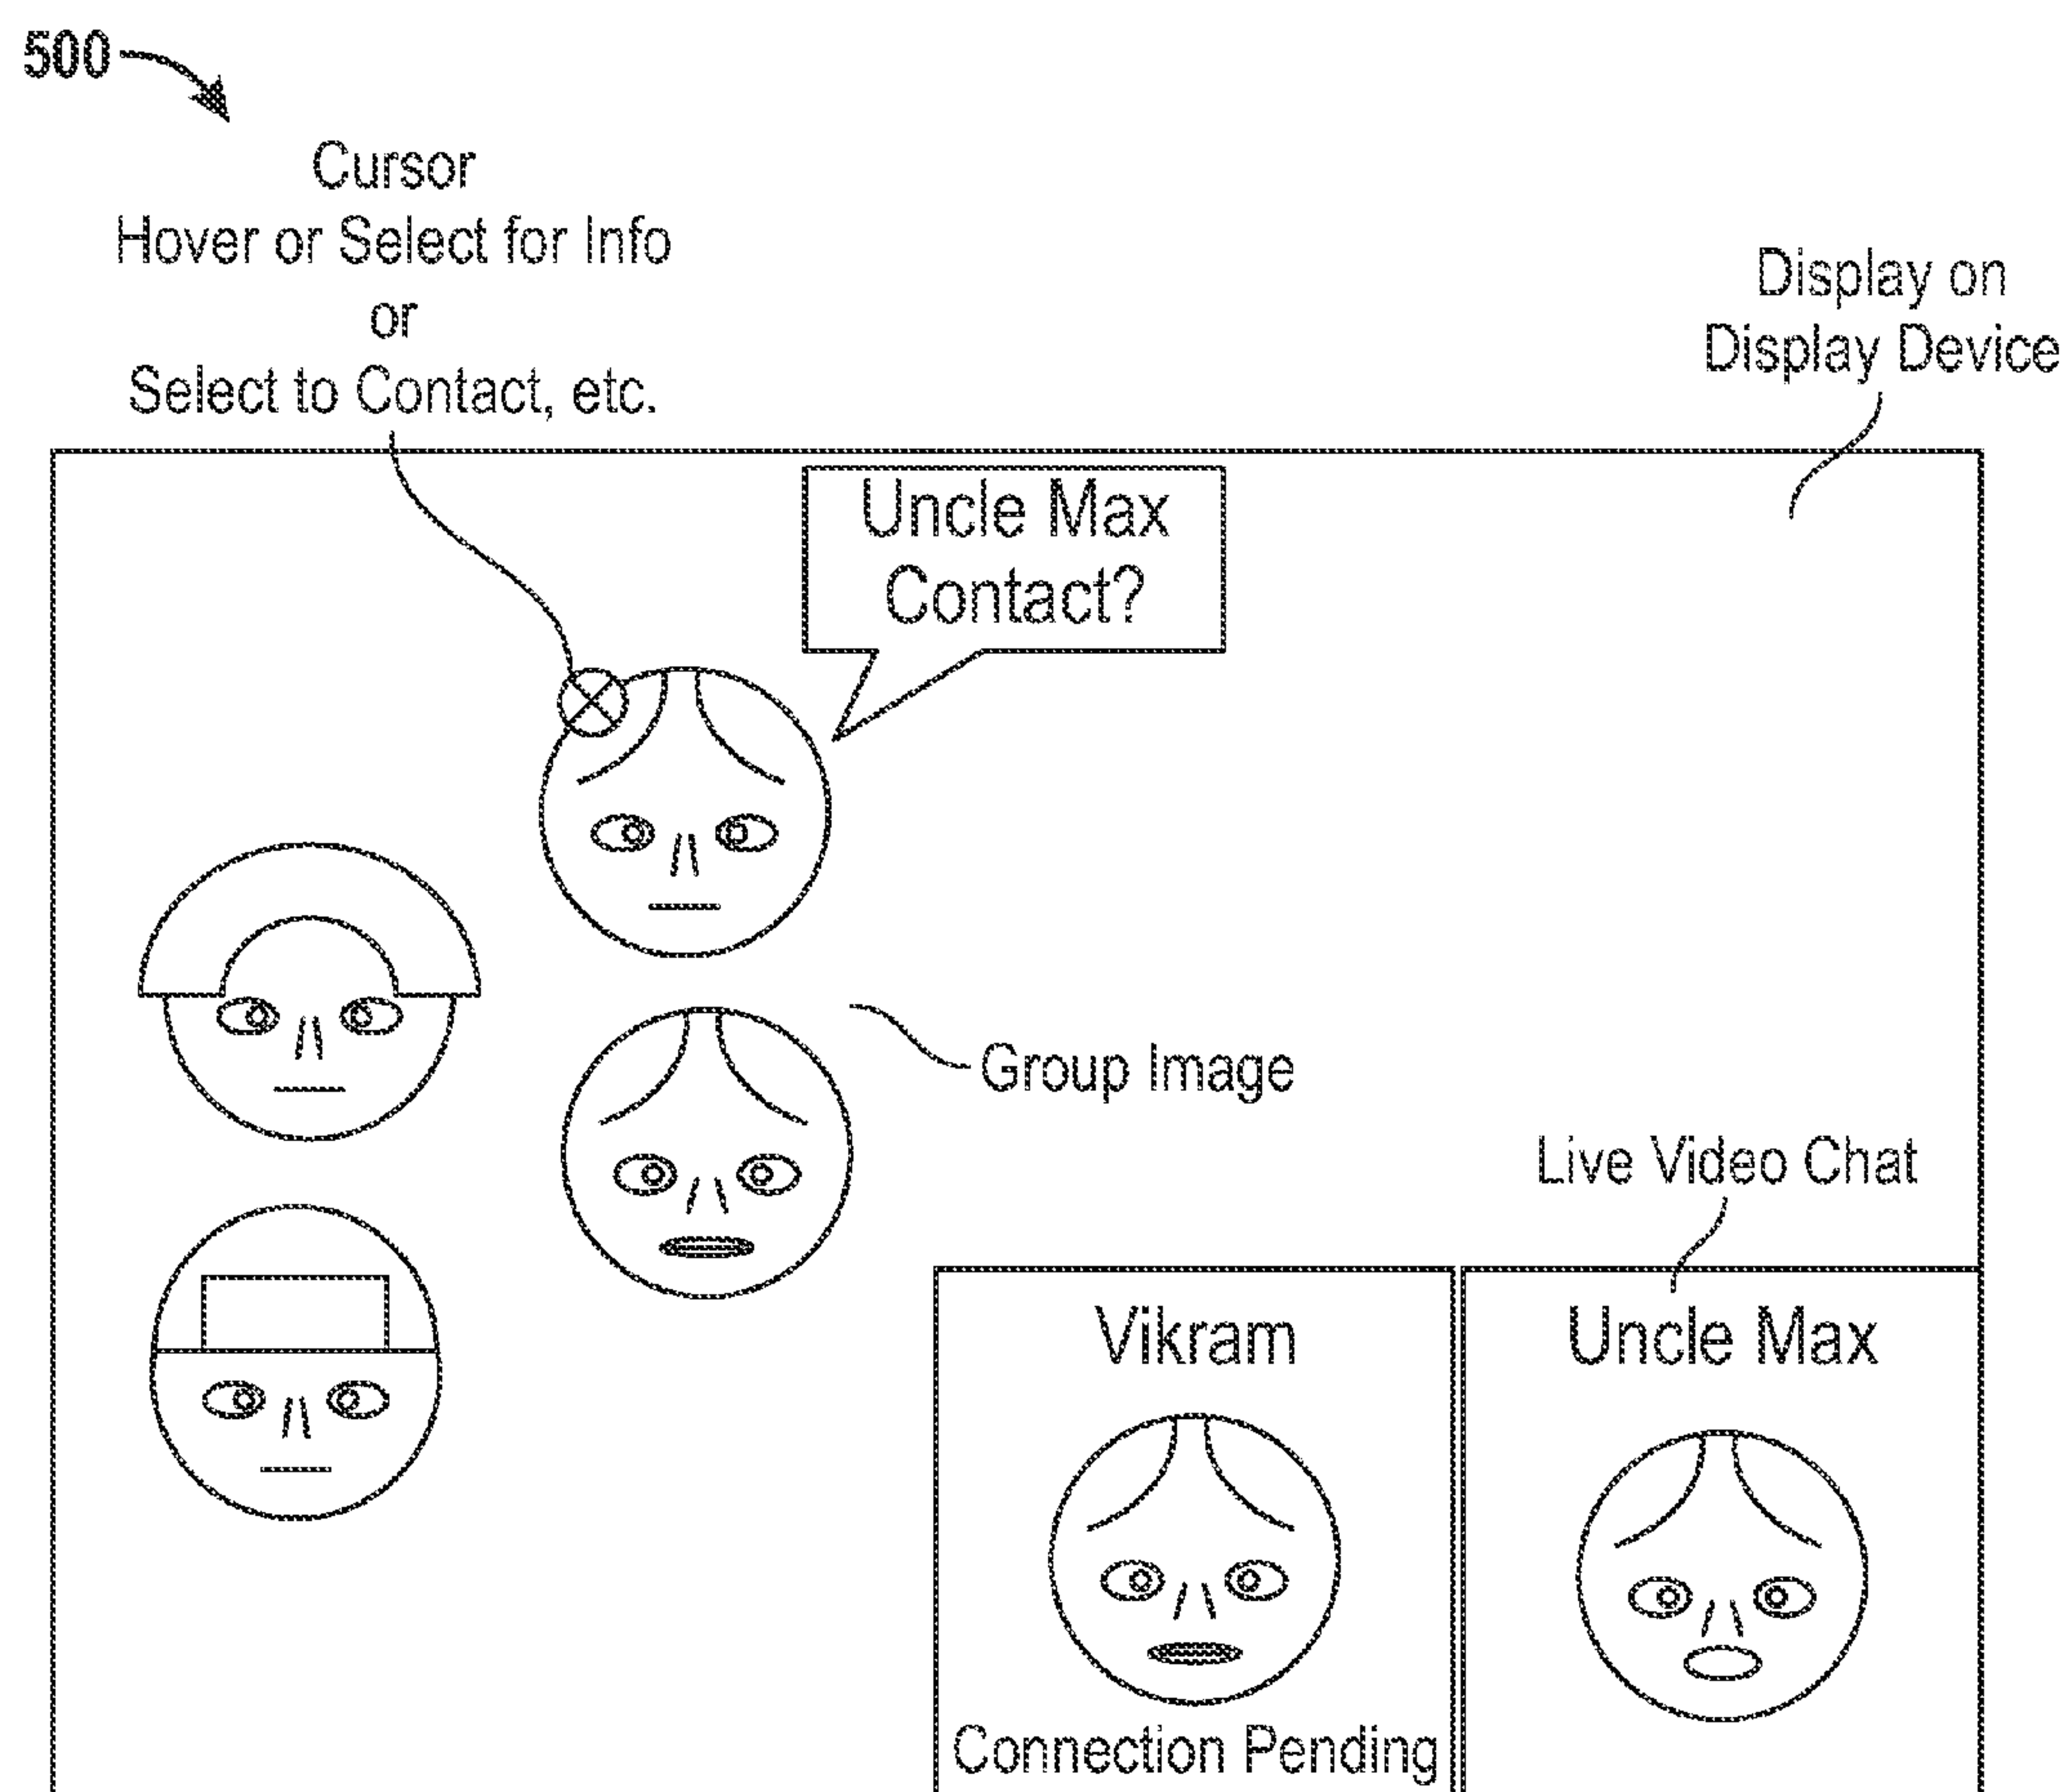 500
Cursor
Hover or Select for Info
or
Select to Contact, etc.
Display on
Display Device
Uncle Max
Contact?
Group Image
Live Video Chat
Vikram
Connection Pending
Uncle Max